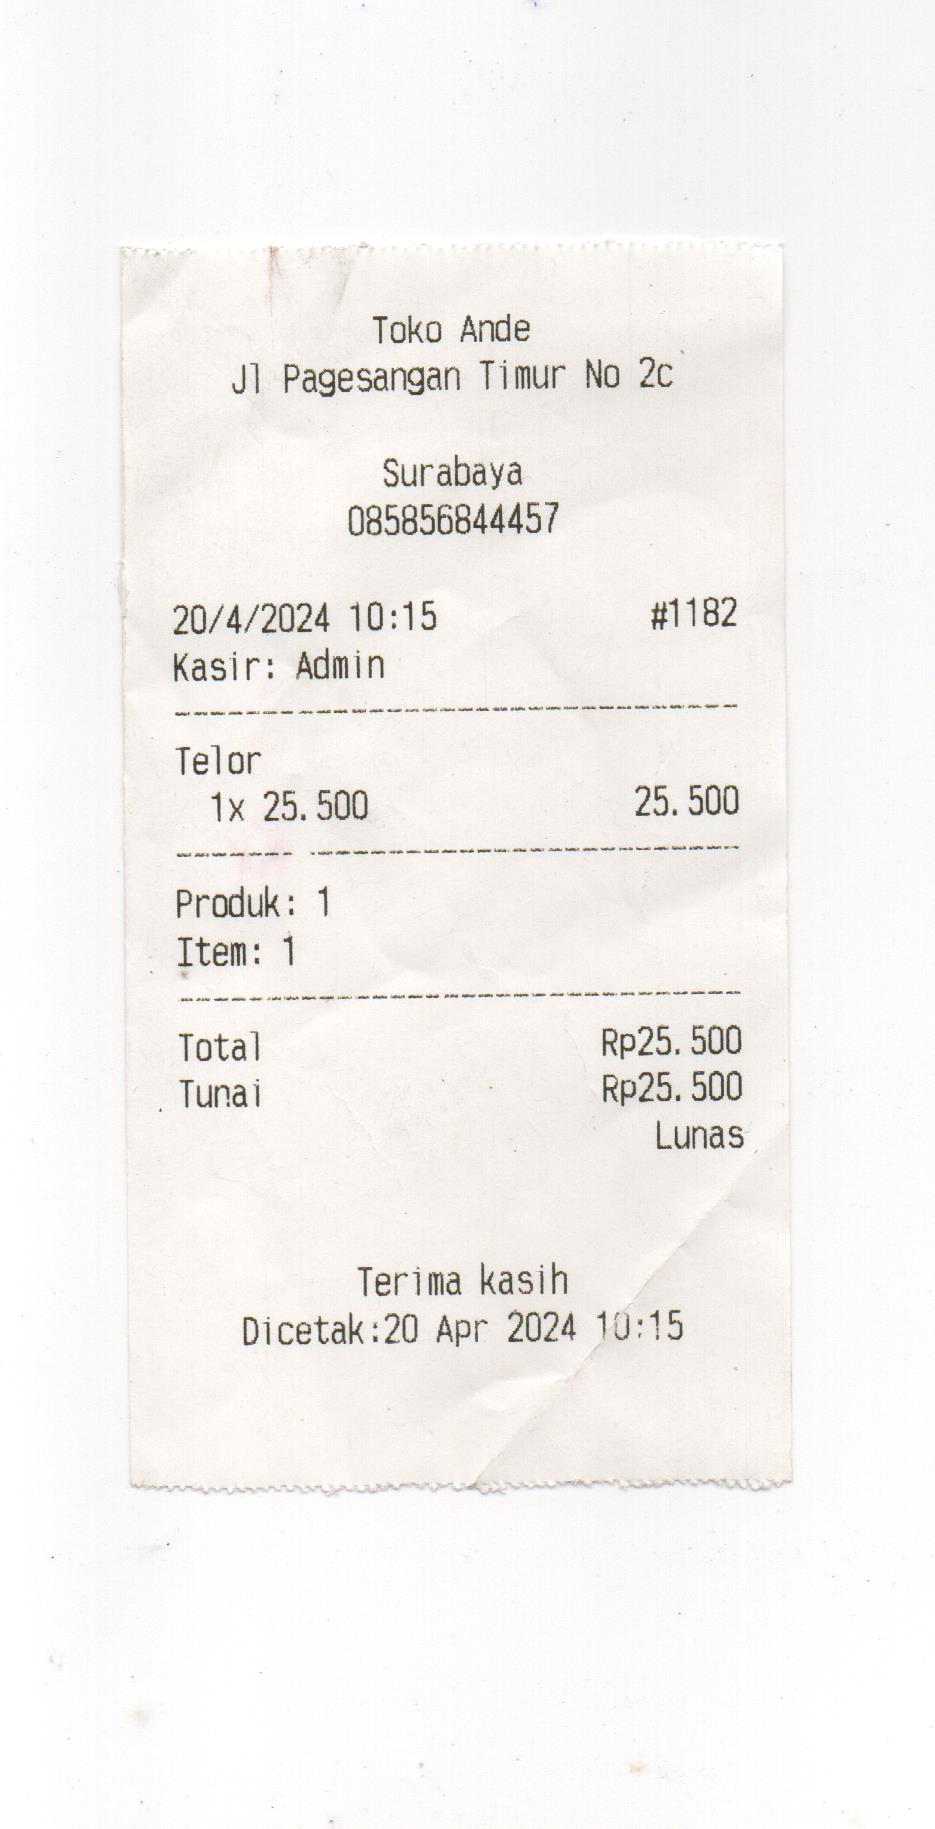 Toko Ande
Jl Pagesangan Timur No 2c
Surabaya
085856844457
20/4/2024 10:15 #1182
Kasir: Admin
Telor
1x 25.500 25.500
Produk: 1
Item: 1
Total Rp25.500
Tunai Rp25.500
Lunas
Terima kasih
Dicetak:20 Apr 2024 10:15